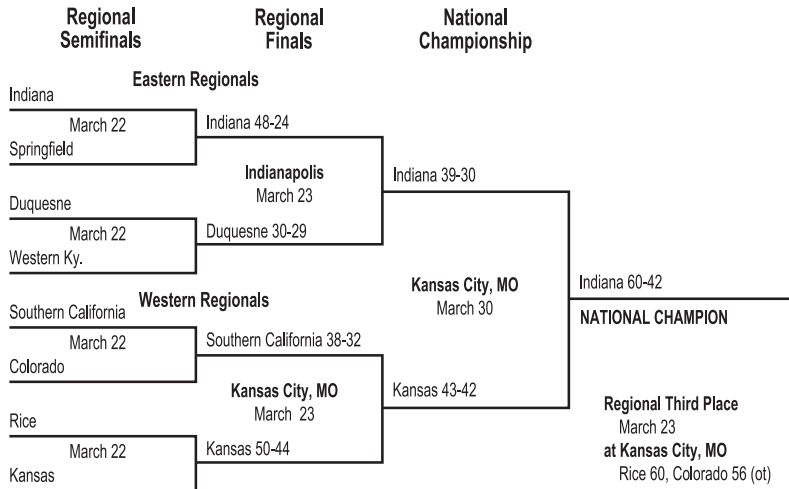 Regional
Semifinals
Regional
Finals
National
Championship
Eastern Regionals
Indiana
March 22
Springfield
Indiana 48-24
Indianapolis
March 23
Duquesne
March 22
Western Ky.
Duquesne 30-29
Indiana 39-30
Western Regionals
Southern California
March 22
Colorado
Southern California 38-32
Kansas City, MO
March 23
Rice
March 22
Kansas
Kansas 50-44
Kansas 43-42
Kansas City, MO
March 30
Indiana 60-42
NATIONAL CHAMPION
Regional Third Place
March 23
at Kansas City, MO
Rice 60, Colorado 56 (ot)